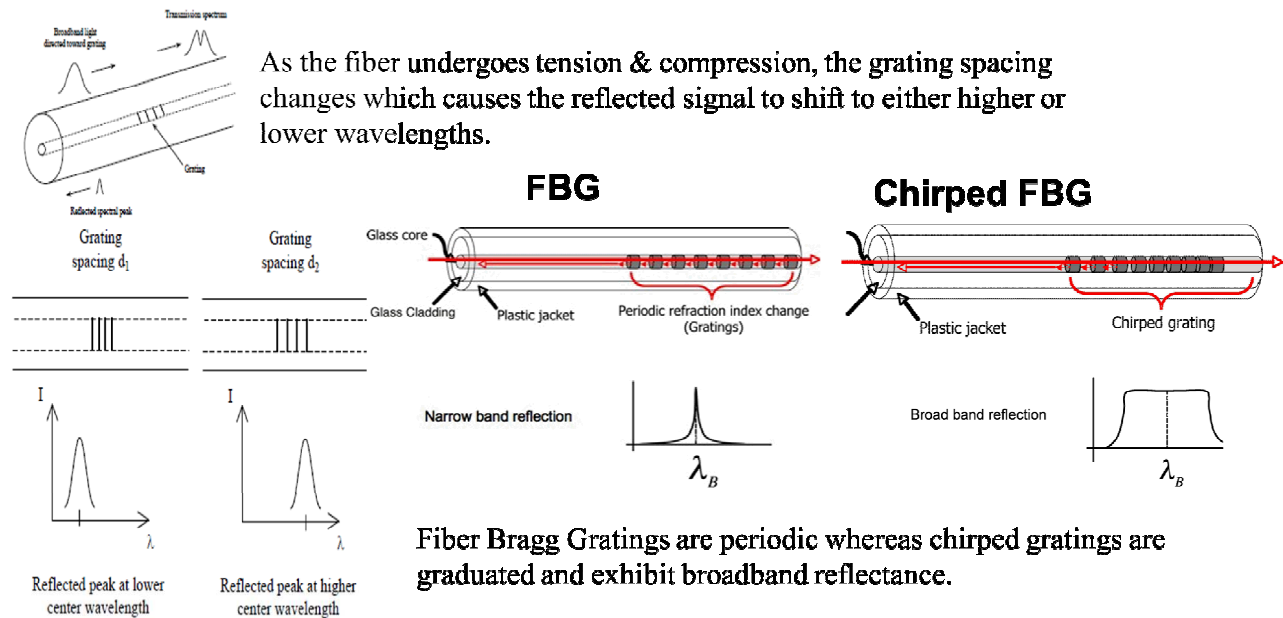 Transmission spectrum
Broadband light
directed toward grating
Grating
Reflected spectral peak
As the fiber undergoes tension & compression, the grating spacing
changes which causes the reflected signal to shift to either higher or
lower wavelengths.
Grating
spacing d1
I
λ
Reflected peak at lower
center wavelength
Grating
spacing d2
I
λ
Reflected peak at higher
center wavelength
FBG
Glass core
Glass Cladding
Plastic jacket
Periodic refraction index change
(Gratings)
Narrow band reflection
λB
Chirped FBG
Plastic jacket
Chirped grating
Broad band reflection
λB
Fiber Bragg Gratings are periodic whereas chirped gratings are
graduated and exhibit broadband reflectance.